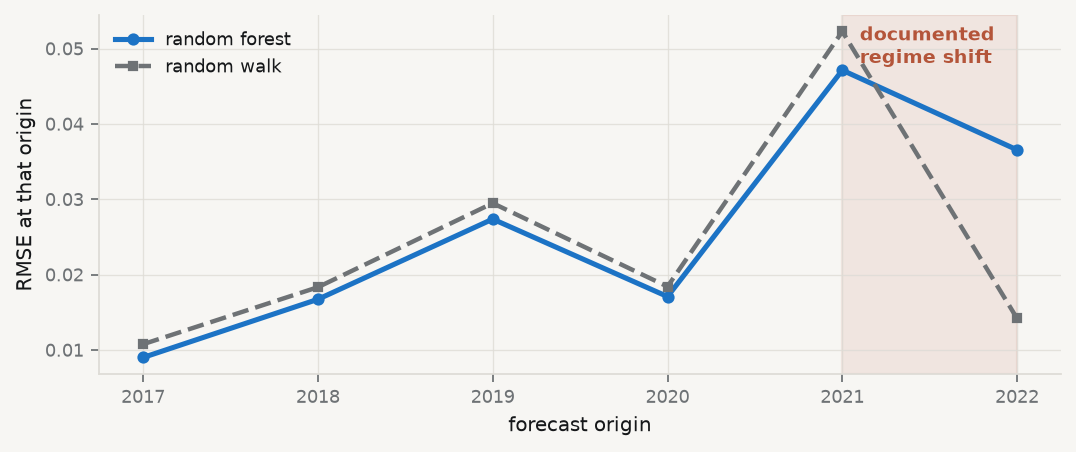 random forest
random walk
documented
regime shift
RMSE at that origin
0.05
0.04
0.03
0.02
0.01
2017
2018
2019
2020
2021
2022
forecast origin